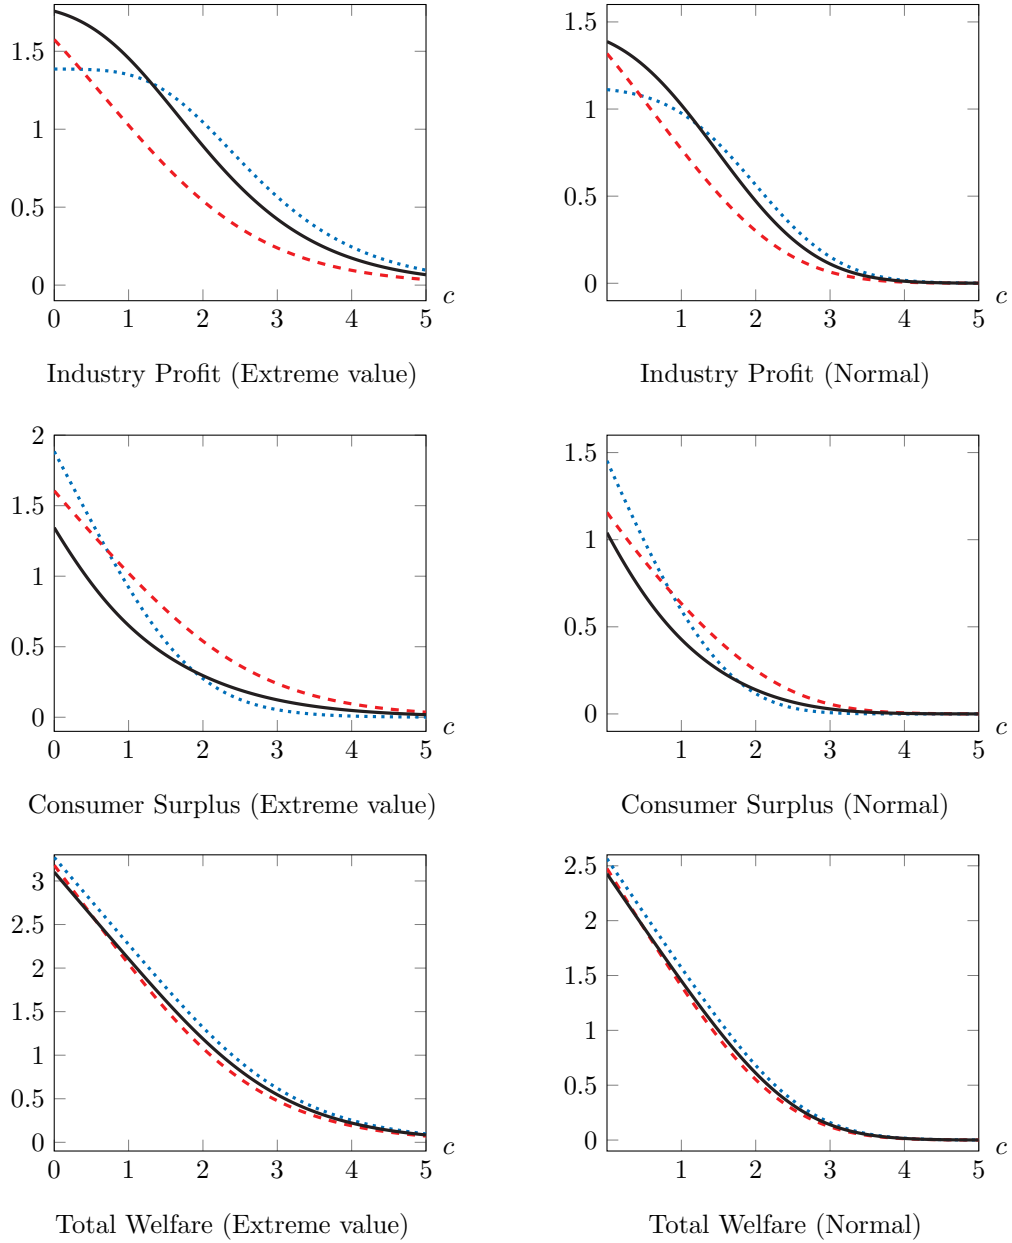 1.5
1
0.5
0
0 1 2 3 4 5 c
Industry Profit (Extreme value)
1.5
1
0.5
0
1 2 3 4 5 c
Industry Profit (Normal)
2
1.5
1
0.5
0
0 1 2 3 4 5 c
Consumer Surplus (Extreme value)
1.5
1
0.5
0
1 2 3 4 5 c
Consumer Surplus (Normal)
3
2.5
2
1.5
1
0.5
0
0 1 2 3 4 5 c
Total Welfare (Extreme value)
2.5
2
1.5
1
0.5
0
1 2 3 4 5 c
Total Welfare (Normal)